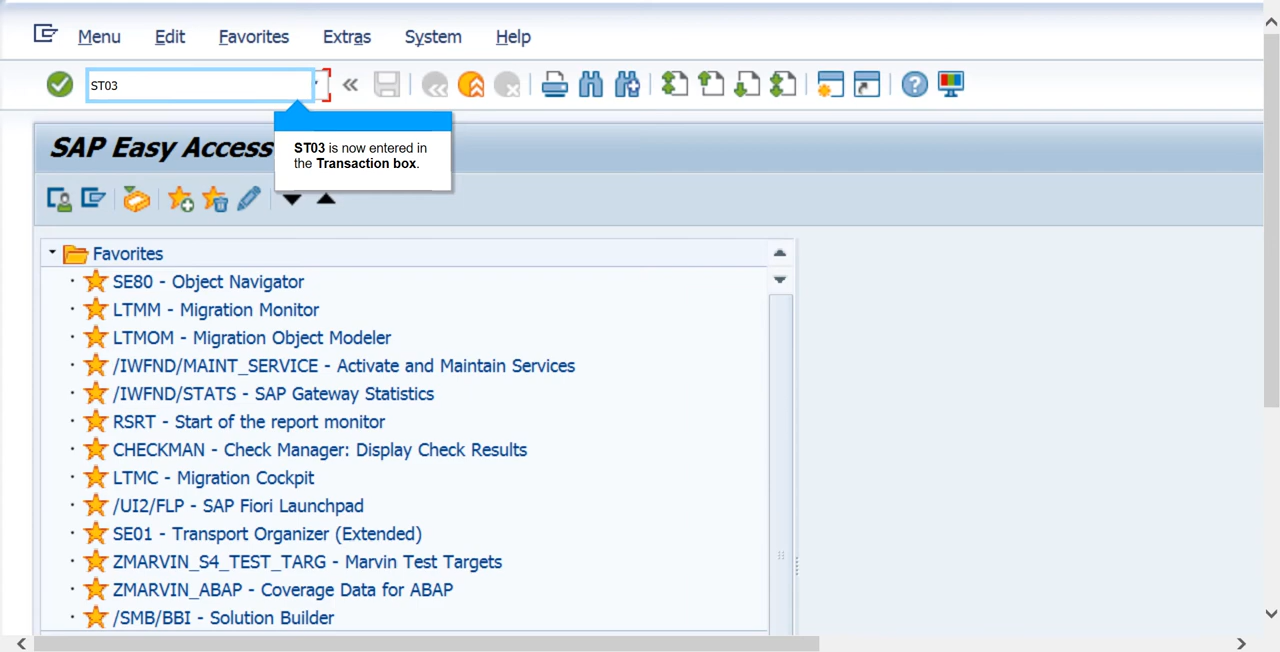 Menu Edit Favorites Extras System Help
ST03
SAP Easy Access
ST03 is now entered in
the Transaction box.
Favorites
SE80 - Object Navigator
LTMM - Migration Monitor
LTMOM - Migration Object Modeler
/IWFND/MAINT_SERVICE - Activate and Maintain Services
/IWFND/STATS - SAP Gateway Statistics
RSRT - Start of the report monitor
CHECKMAN - Check Manager: Display Check Results
LTMC - Migration Cockpit
/UI2/FLP - SAP Fiori Launchpad
SE01 - Transport Organizer (Extended)
ZMARVIN_S4_TEST_TARG - Marvin Test Targets
ZMARVIN_ABAP - Coverage Data for ABAP
/SMB/BBI - Solution Builder